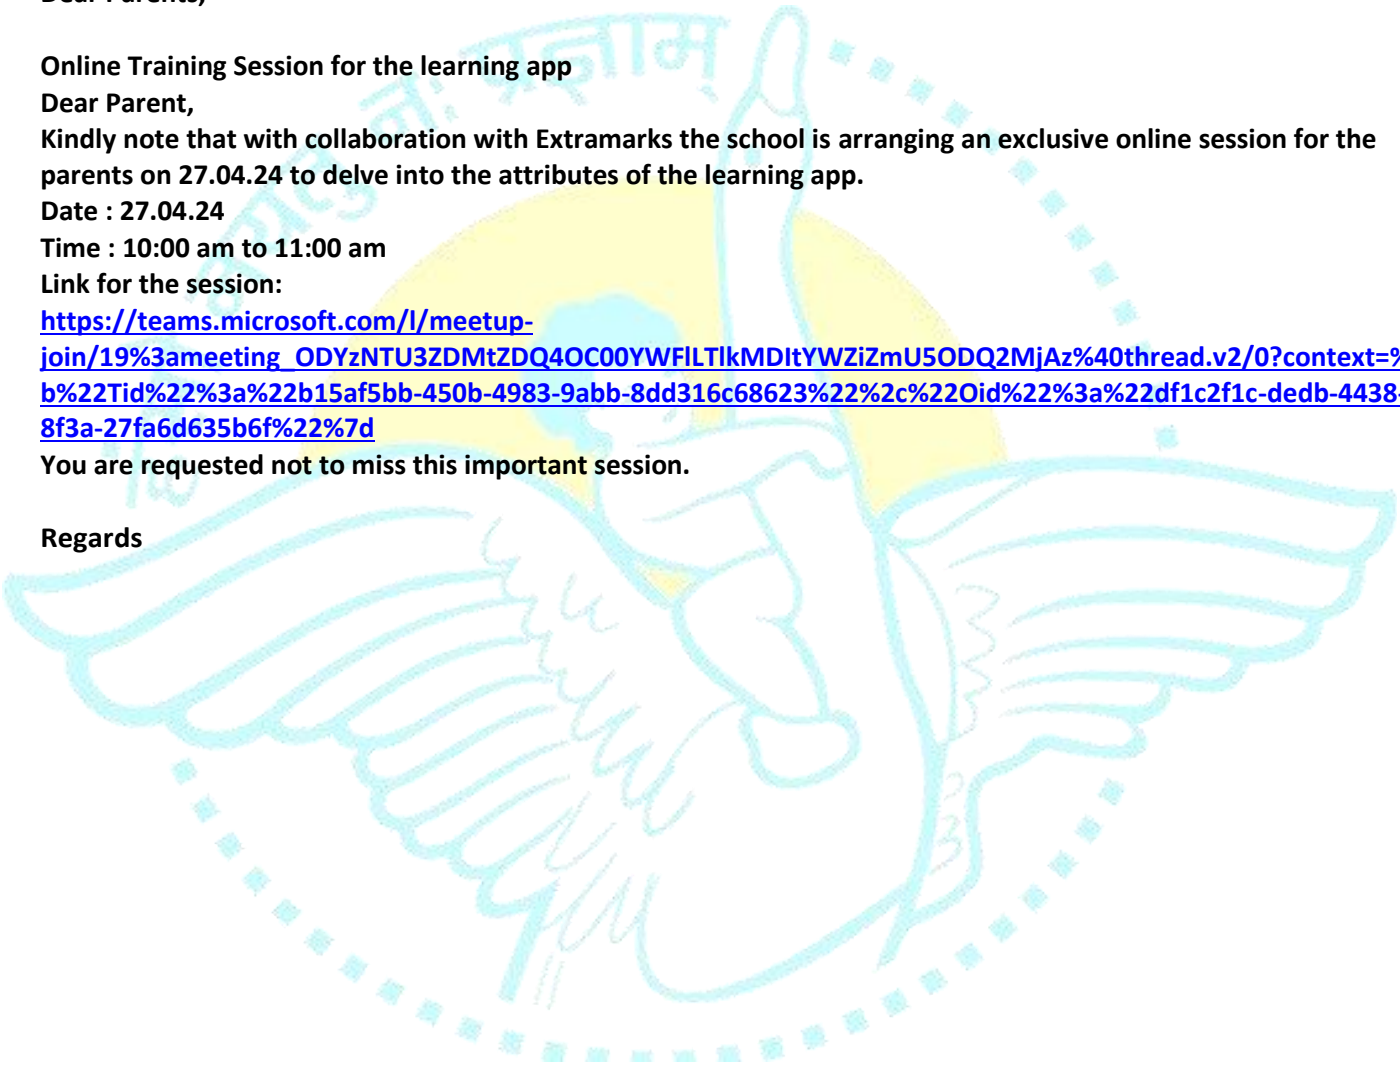 Dear Parents,
Online Training Session for the learning app
Dear Parent,
Kindly note that with collaboration with Extramarks the school is arranging an exclusive online session for the
parents on 27.04.24 to delve into the attributes of the learning app.
Date : 27.04.24
Time : 10:00 am to 11:00 am
Link for the session:
https://teams.microsoft.com/l/meetup-
join/19%3ameeting_ODYzNTU3ZDMtZDQ4OC00YWFlLTlkMDItYWZiZmU5ODQ2MjAz%40thread.v2/0?context=%
b%22Tid%22%3a%22b15af5bb-450b-4983-9abb-8dd316c68623%22%2c%22Oid%22%3a%22df1c2f1c-dedb-4438-
8f3a-27fa6d635b6f%22%7d
You are requested not to miss this important session.
Regards
नः प्रज्ञाम्